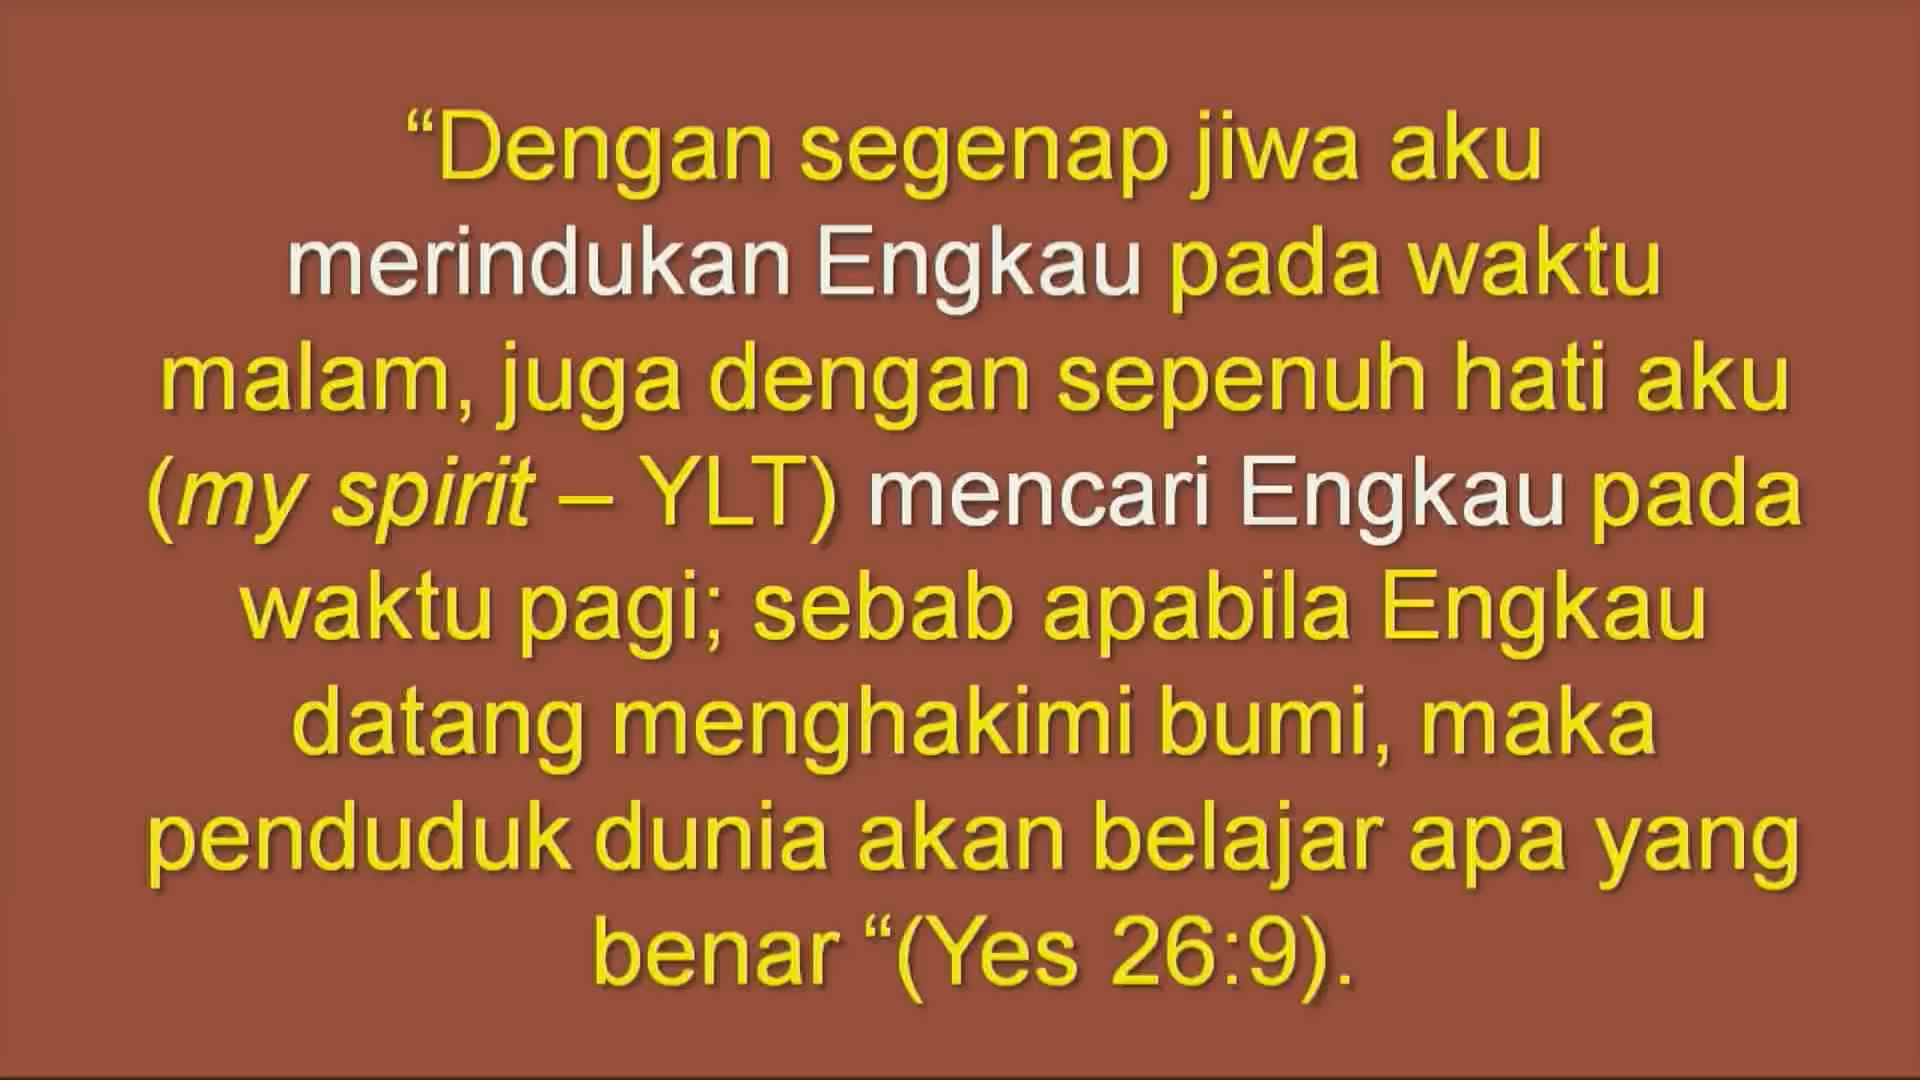 “Dengan segenap jiwa aku
merindukan Engkau pada waktu
malam, juga dengan sepenuh hati aku
(my spirit – YLT) mencari Engkau pada
waktu pagi; sebab apabila Engkau
datang menghakimi bumi, maka
penduduk dunia akan belajar apa yang
benar “(Yes 26:9).